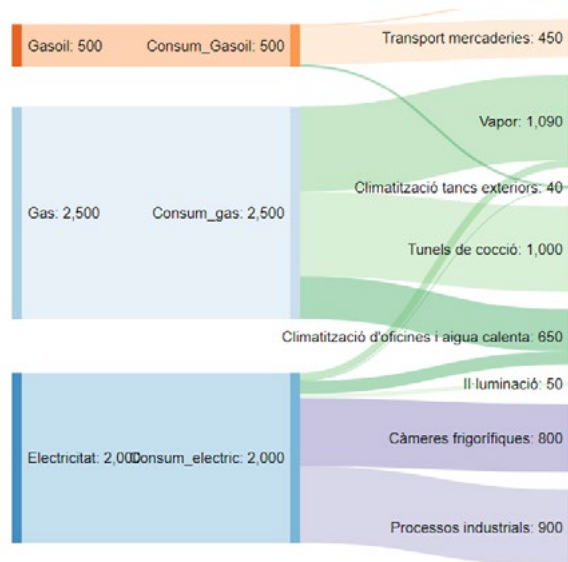 Gasoil: 500
Consum_Gasoil: 500
Transport mercaderies: 450
Vapor: 1,090
Climatització tancs exteriors: 40
Gas: 2,500
Consum_gas: 2,500
Tunels de cocció: 1,000
Climatització d'oficines i aigua calenta: 650
Il·luminació: 50
Càmeres frigorífiques: 800
Electricitat: 2,000
Consum_electric: 2,000
Processos industrials: 900